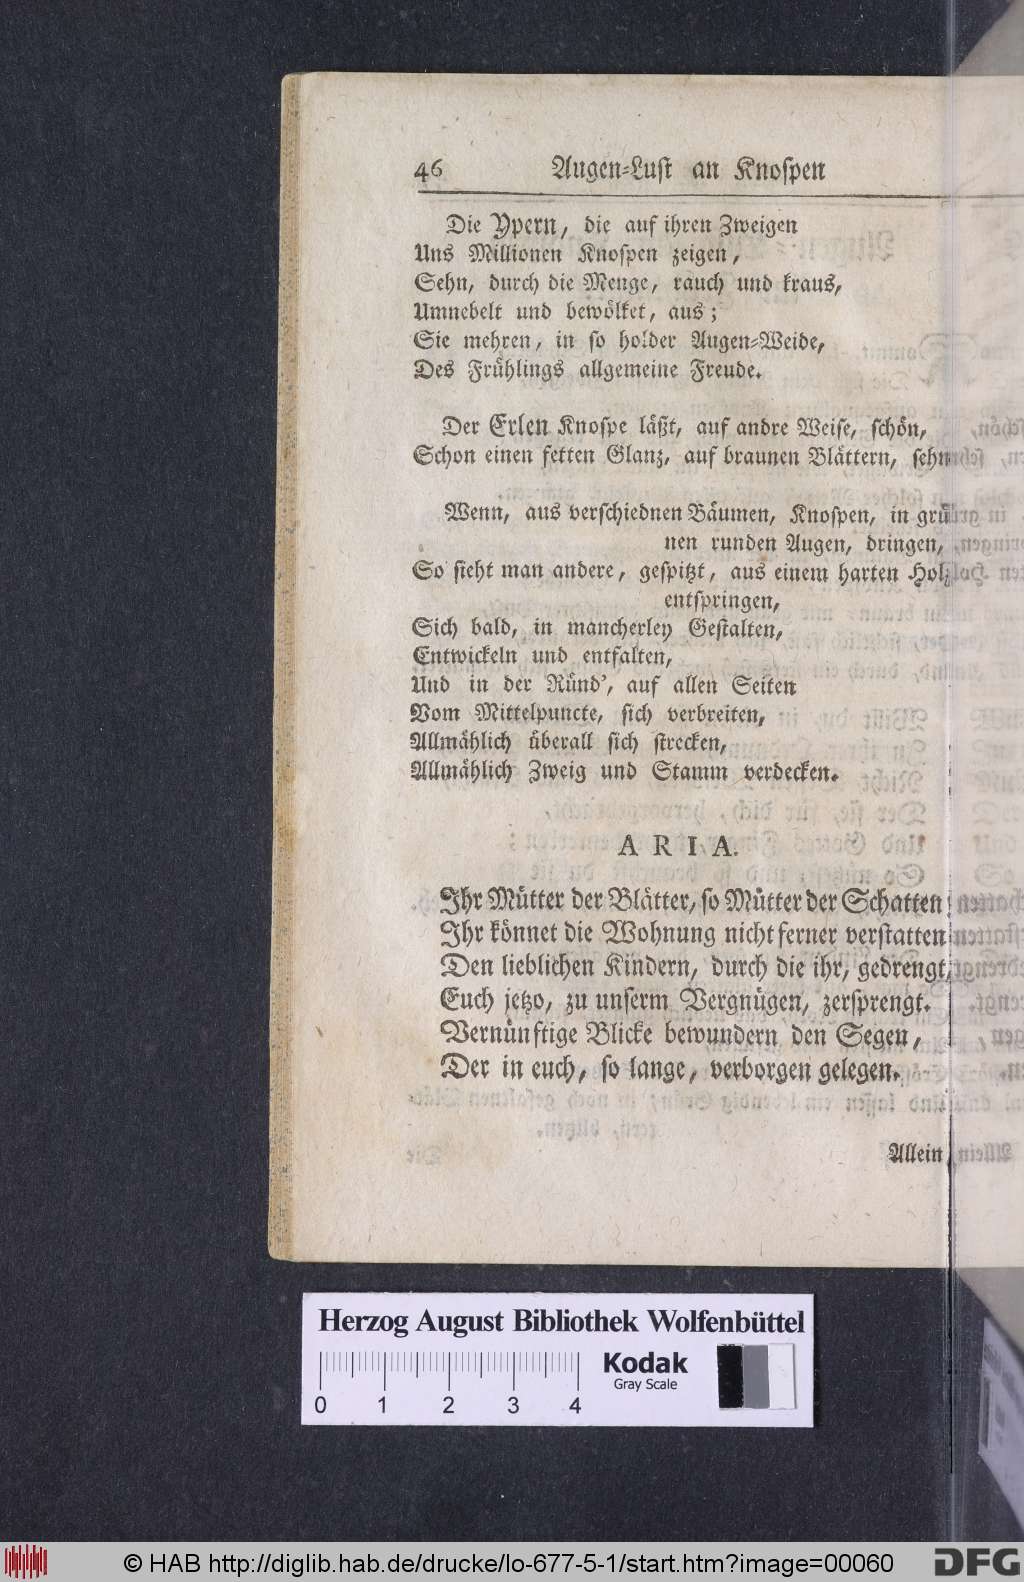 46 Augen-Lust an Knospen
Die Ypern, die auf ihren Zweigen
Uns Millionen Knospen zeigen,
Sehn, durch die Menge, rauch und kraus,
Umnebelt und bewölket, aus;
Sie mehren, in so holder Augen-Weide,
Des Frühlings allgemeine Freude.
Der Erlen Knospe läßt, auf andre Weise, schön,
Schon einen fetten Glanz, auf braunen Blättern, sehn
Wenn, aus verschiednen Bäumen, Knospen, in grü
nen runden Augen, dringen,
So sieht man andere, gespitzt, aus einem harten Holz
entspringen,
Sich bald, in mancherley Gestalten,
Entwickeln und entfalten,
Und in der Ründ', auf allen Seiten
Vom Mittelpuncte, sich verbreiten,
Allmählich überall sich strecken,
Allmählich Zweig und Stamm verdecken.
ARIA.
Ihr Mütter der Blätter, so Mütter der Schatten
Ihr könnet die Wohnung nicht ferner verstatten
Den lieblichen Kindern, durch die ihr, gedrengt,
Euch jetzo, zu unserm Vergnügen, zersprengt.
Vernünftige Blicke bewundern den Segen,
Der in euch, so lange, verborgen gelegen.
Allein
Herzog August Bibliothek Wolfenbüttel
Kodak
Gray Scale
0 1 2 3 4
© HAB http://diglib.hab.de/drucke/lo-677-5-1/start.htm?image=00060
DFG